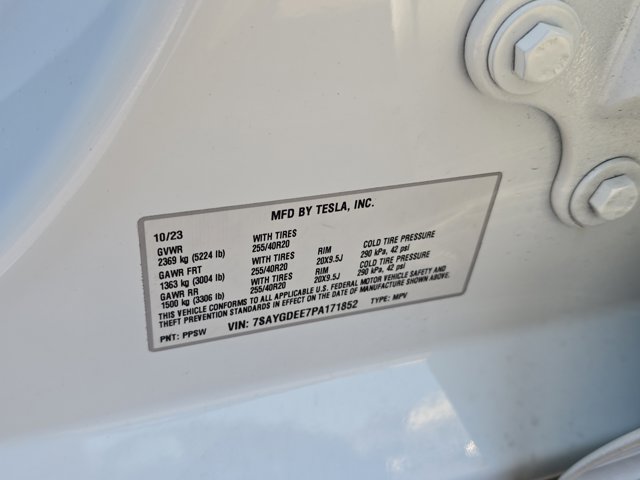 MFD BY TESLA, INC.
10/23
GVWR WITH TIRES
2369 kg (5224 lb) 255/40R20 RIM COLD TIRE PRESSURE
GAWR FRT WITH TIRES 20X9.5J 290 kPa, 42 psi
1363 kg (3004 lb) 255/40R20 RIM COLD TIRE PRESSURE
GAWR RR WITH TIRES 20X9.5J 290 kPa, 42 psi
1500 kg (3306 lb) 255/40R20
THIS VEHICLE CONFORMS TO ALL APPLICABLE U.S. FEDERAL MOTOR VEHICLE SAFETY AND
THEFT PREVENTION STANDARDS IN EFFECT ON THE DATE OF MANUFACTURE SHOWN ABOVE.
VIN: 7SAYGDEE7PA171852 TYPE: MPV
PNT: PPSW